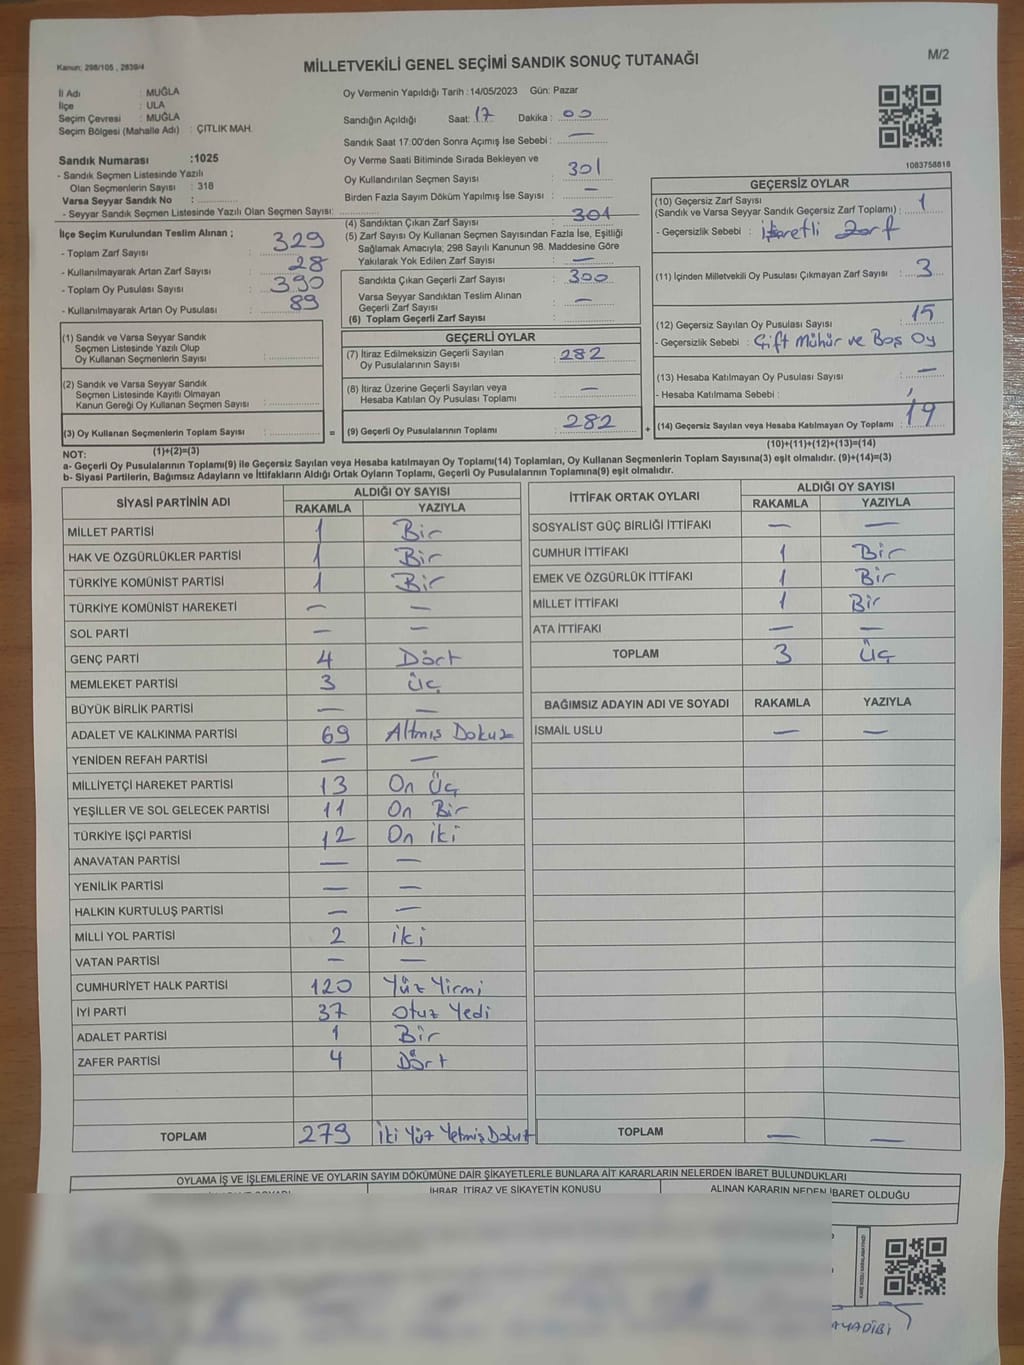 Kanun: 298/105 , 2839/4
MİLLETVEKİLİ GENEL SEÇİMİ SANDIK SONUÇ TUTANAĞI
M/2
İl Adı : MUĞLA
İlçe : ULA
Seçim Çevresi : MUĞLA
Seçim Bölgesi (Mahalle Adı) : ÇITLIK MAH.
Sandık Numarası :1025
- Sandık Seçmen Listesinde Yazılı
Olan Seçmenlerin Sayısı : 318
Varsa Seyyar Sandık No :
- Seyyar Sandık Seçmen Listesinde Yazılı Olan Seçmen Sayısı:
İlçe Seçim Kurulundan Teslim Alınan ;
- Toplam Zarf Sayısı : 329
- Kullanılmayarak Artan Zarf Sayısı : 28
- Toplam Oy Pusulası Sayısı : 390
- Kullanılmayarak Artan Oy Pusulası : 89
(1) Sandık ve Varsa Seyyar Sandık
Seçmen Listesinde Yazılı Olup
Oy Kullanan Seçmenlerin Sayısı :
(2) Sandık ve Varsa Seyyar Sandık
Seçmen Listesinde Kayıtlı Olmayan
Kanun Gereği Oy Kullanan Seçmen Sayısı :
(3) Oy Kullanan Seçmenlerin Toplam Sayısı :
(1)+(2)=(3)
Oy Vermenin Yapıldığı Tarih :14/05/2023 Gün: Pazar
Sandığın Açıldığı Saat: 17 Dakika : 00
Sandık Saat 17:00'den Sonra Açımış İse Sebebi : —
Oy Verme Saati Bitiminde Sırada Bekleyen ve
Oy Kullandırılan Seçmen Sayısı : 301
Birden Fazla Sayım Döküm Yapılmış İse Sayısı : —
(4) Sandıktan Çıkan Zarf Sayısı : 301
(5) Zarf Sayısı Oy Kullanan Seçmen Sayısından Fazla İse, Eşitliği
Sağlamak Amacıyla; 298 Sayılı Kanunun 98. Maddesine Göre
Yakılarak Yok Edilen Zarf Sayısı : —
Sandıkta Çıkan Geçerli Zarf Sayısı : 300
Varsa Seyyar Sandıktan Teslim Alınan
Geçerli Zarf Sayısı : —
(6) Toplam Geçerli Zarf Sayısı :
GEÇERLİ OYLAR
(7) İtiraz Edilmeksizin Geçerli Sayılan
Oy Pusulalarının Sayısı : 282
(8) İtiraz Üzerine Geçerli Sayılan veya
Hesaba Katılan Oy Pusulası Toplamı : —
= (9) Geçerli Oy Pusulalarının Toplamı : 282
1083758818
GEÇERSİZ OYLAR
(10) Geçersiz Zarf Sayısı
(Sandık ve Varsa Seyyar Sandık Geçersiz Zarf Toplamı) : 1
- Geçersizlik Sebebi : İşaretli Zarf
(11) İçinden Milletvekili Oy Pusulası Çıkmayan Zarf Sayısı : 3
(12) Geçersiz Sayılan Oy Pusulası Sayısı : 15
- Geçersizlik Sebebi : Çift Mühür ve Boş Oy
(13) Hesaba Katılmayan Oy Pusulası Sayısı : —
- Hesaba Katılmama Sebebi :
+ (14) Geçersiz Sayılan veya Hesaba Katılmayan Oy Toplamı : 19
(10)+(11)+(12)+(13)=(14)
NOT:
a- Geçerli Oy Pusulalarının Toplamı(9) ile Geçersiz Sayılan veya Hesaba katılmayan Oy Toplamı(14) Toplamları, Oy Kullanan Seçmenlerin Toplam Sayısına(3) eşit olmalıdır. (9)+(14)=(3)
b- Siyasi Partilerin, Bağımsız Adayların ve İttifakların Aldığı Ortak Oyların Toplamı, Geçerli Oy Pusulalarının Toplamına(9) eşit olmalıdır.
SİYASİ PARTİNİN ADI ALDIĞI OY SAYISI
RAKAMLA YAZIYLA
MİLLET PARTİSİ 1 Bir
HAK VE ÖZGÜRLÜKLER PARTİSİ 1 Bir
TÜRKİYE KOMÜNİST PARTİSİ 1 Bir
TÜRKİYE KOMÜNİST HAREKETİ — —
SOL PARTİ — —
GENÇ PARTİ 4 Dört
MEMLEKET PARTİSİ 3 Üç
BÜYÜK BİRLİK PARTİSİ — —
ADALET VE KALKINMA PARTİSİ 69 Altmış Dokuz
YENİDEN REFAH PARTİSİ — —
MİLLİYETÇİ HAREKET PARTİSİ 13 On Üç
YEŞİLLER VE SOL GELECEK PARTİSİ 11 On Bir
TÜRKİYE İŞÇİ PARTİSİ 12 On iki
ANAVATAN PARTİSİ — —
YENİLİK PARTİSİ — —
HALKIN KURTULUŞ PARTİSİ — —
MİLLİ YOL PARTİSİ 2 iki
VATAN PARTİSİ — —
CUMHURİYET HALK PARTİSİ 120 Yüz Yirmi
İYİ PARTİ 37 Otuz Yedi
ADALET PARTİSİ 1 Bir
ZAFER PARTİSİ 4 Dört
TOPLAM 279 İki Yüz Yetmiş Dokuz
İTTİFAK ORTAK OYLARI ALDIĞI OY SAYISI
RAKAMLA YAZIYLA
SOSYALİST GÜÇ BİRLİĞİ İTTİFAKI — —
CUMHUR İTTİFAKI 1 Bir
EMEK VE ÖZGÜRLÜK İTTİFAKI 1 Bir
MİLLET İTTİFAKI 1 Bir
ATA İTTİFAKI — —
TOPLAM 3 Üç
BAĞIMSIZ ADAYIN ADI VE SOYADI RAKAMLA YAZIYLA
İSMAİL USLU — —
TOPLAM — —
OYLAMA İŞ VE İŞLEMLERİNE VE OYLARIN SAYIM DÖKÜMÜNE DAİR ŞİKAYETLERLE BUNLARA AİT KARARLARIN NELERDEN İBARET BULUNDUKLARI
İHBAR, İTİRAZ VE ŞİKAYETİN KONUSU ALINAN KARARIN NEDEN İBARET OLDUĞU